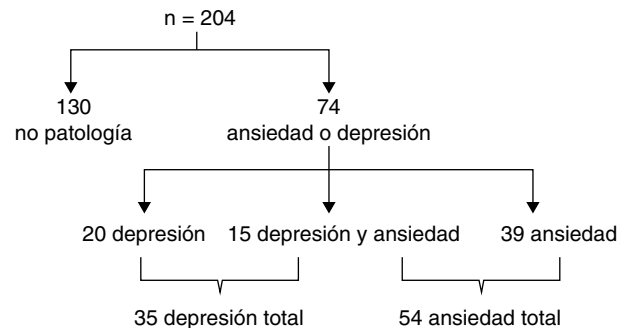 n = 204
130
no patología
74
ansiedad o depresión
20 depresión
15 depresión y ansiedad
39 ansiedad
35 depresión total
54 ansiedad total